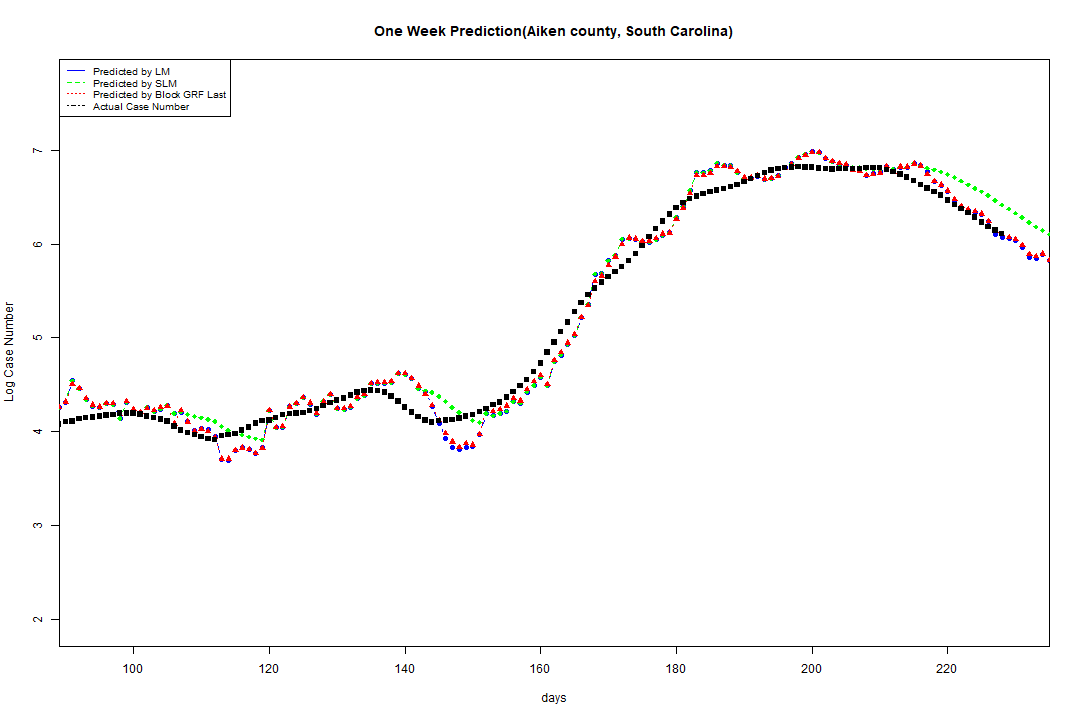 One Week Prediction(Aiken county, South Carolina)
Predicted by LM
Predicted by SLM
Predicted by Block GRF Last
Actual Case Number
7
6
5
4
3
2
Log Case Number
100 120 140 160 180 200 220
days